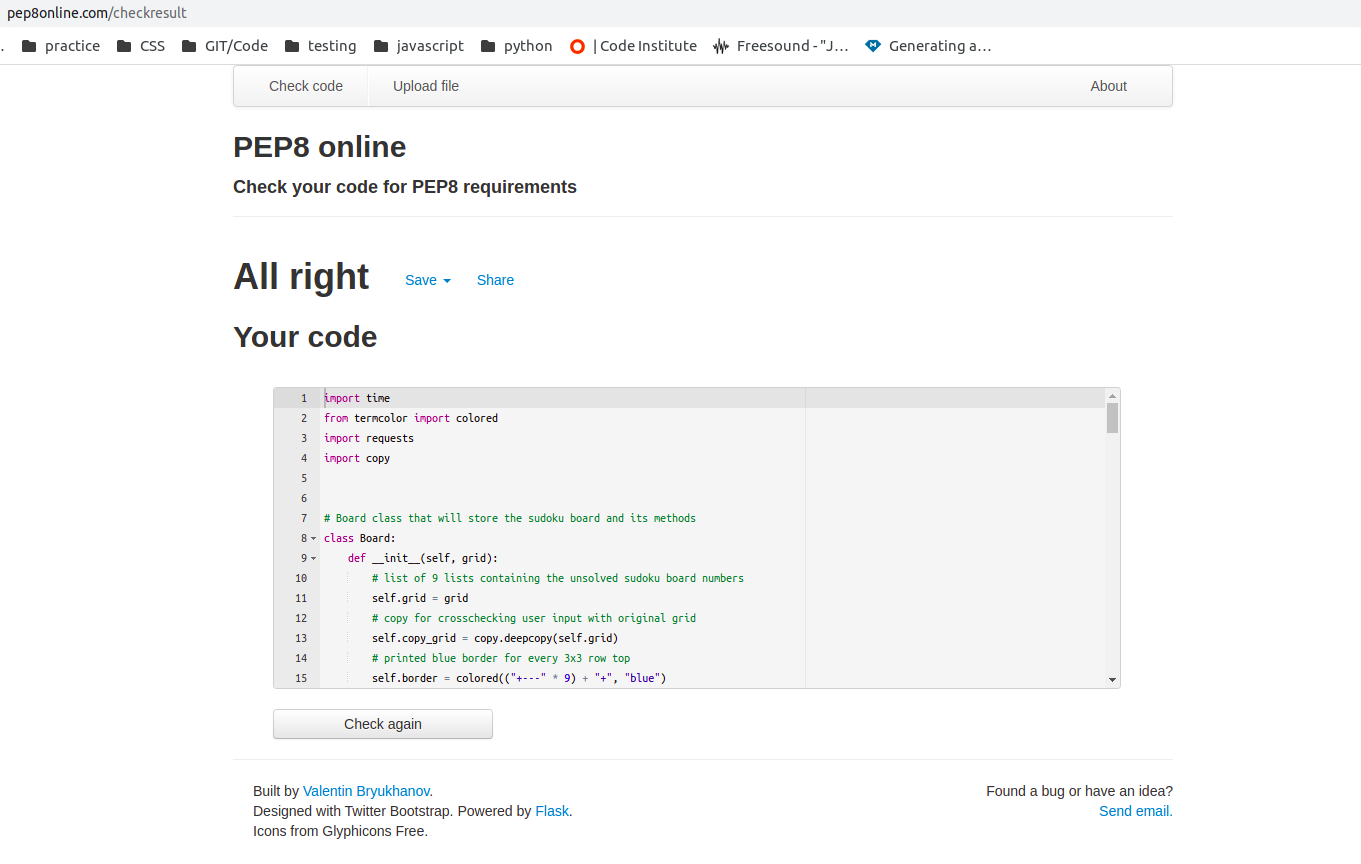 pep8online.com/checkresult
. practice CSS GIT/Code testing javascript python | Code Institute Freesound - "J… Generating a…
Check code Upload file About
PEP8 online
Check your code for PEP8 requirements
All right Save Share
Your code
1 import time
2 from termcolor import colored
3 import requests
4 import copy
5
6
7 # Board class that will store the sudoku board and its methods
8 class Board:
9 def __init__(self, grid):
10 # list of 9 lists containing the unsolved sudoku board numbers
11 self.grid = grid
12 # copy for crosschecking user input with original grid
13 self.copy_grid = copy.deepcopy(self.grid)
14 # printed blue border for every 3x3 row top
15 self.border = colored(("+---" * 9) + "+", "blue")
Check again
Built by Valentin Bryukhanov.
Designed with Twitter Bootstrap. Powered by Flask.
Icons from Glyphicons Free.
Found a bug or have an idea?
Send email.